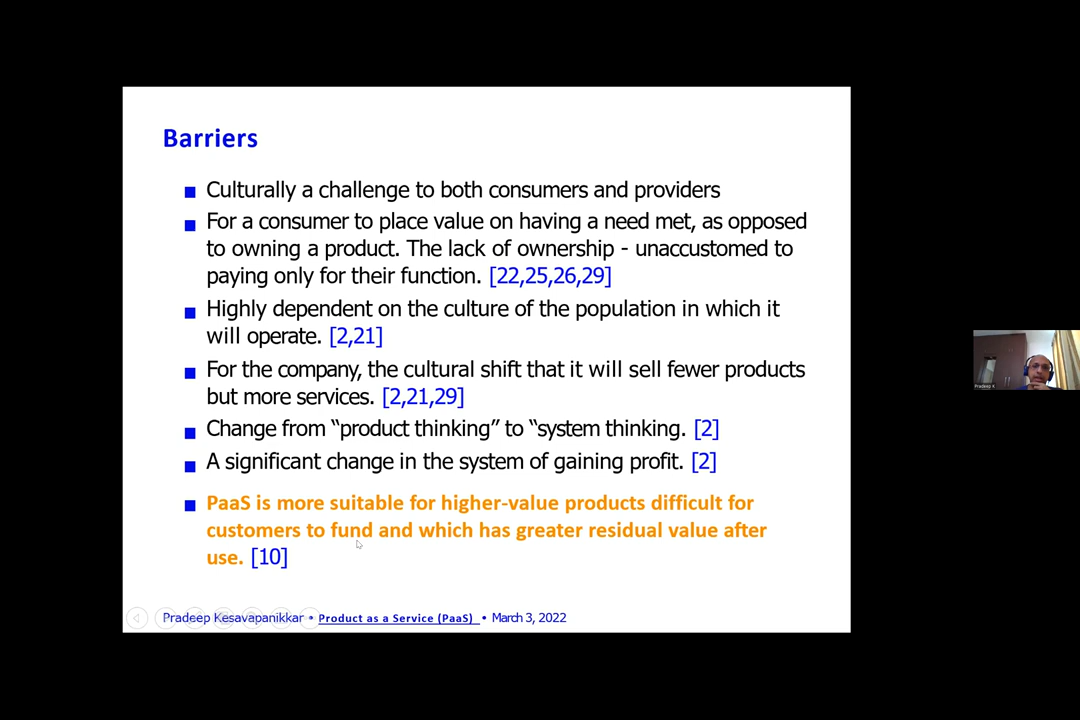 Barriers
Culturally a challenge to both consumers and providers
For a consumer to place value on having a need met, as opposed
to owning a product. The lack of ownership - unaccustomed to
paying only for their function. [22,25,26,29]
Highly dependent on the culture of the population in which it
will operate. [2,21]
For the company, the cultural shift that it will sell fewer products
but more services. [2,21,29]
Change from “product thinking” to “system thinking. [2]
A significant change in the system of gaining profit. [2]
PaaS is more suitable for higher-value products difficult for
customers to fund and which has greater residual value after
use. [10]
Pradeep Kesavapanikkar • Product as a Service (PaaS) • March 3, 2022
Pradeep K